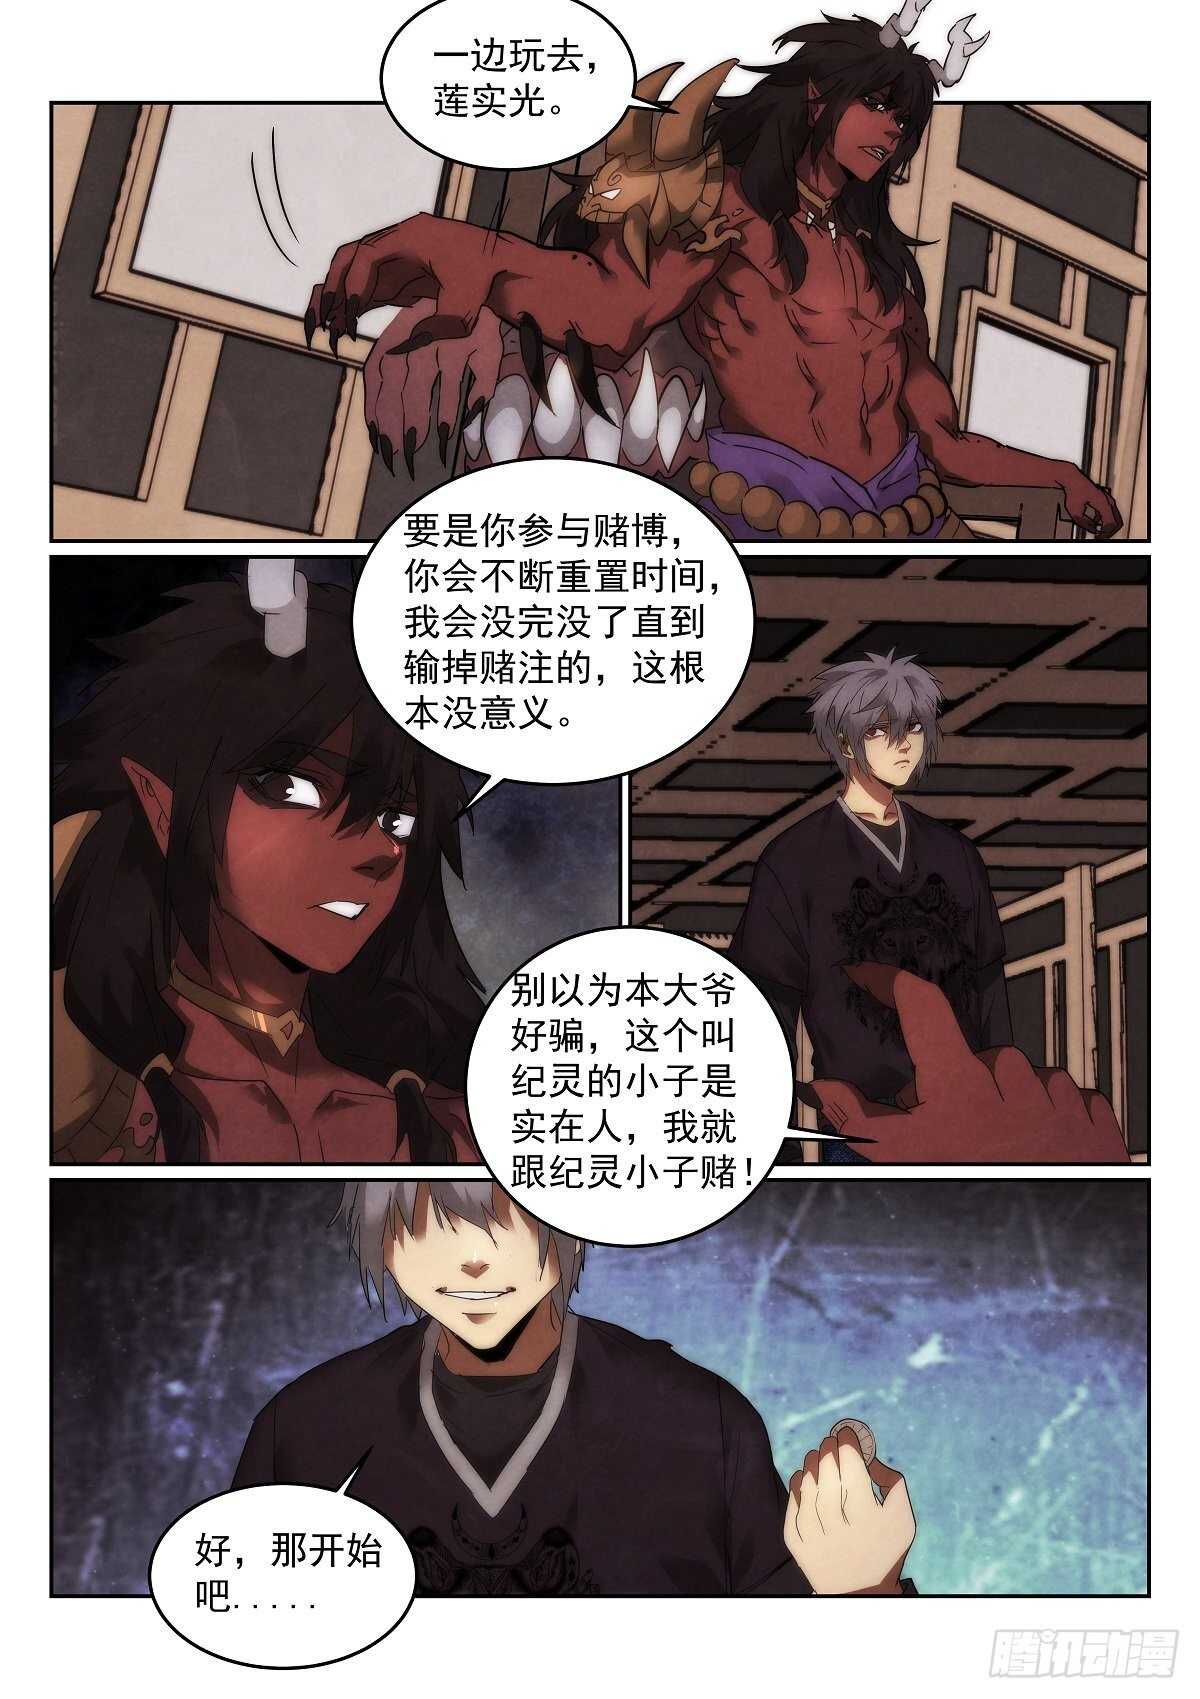 一边玩去，
莲实光。
要是你参与赌博，
你会不断重置时间，
我会没完没了直到
输掉赌注的，这根
本没意义。
别以为本大爷
好骗，这个叫
纪灵的小子是
实在人，我就
跟纪灵小子赌！
好，那开始
吧.....
腾讯动漫